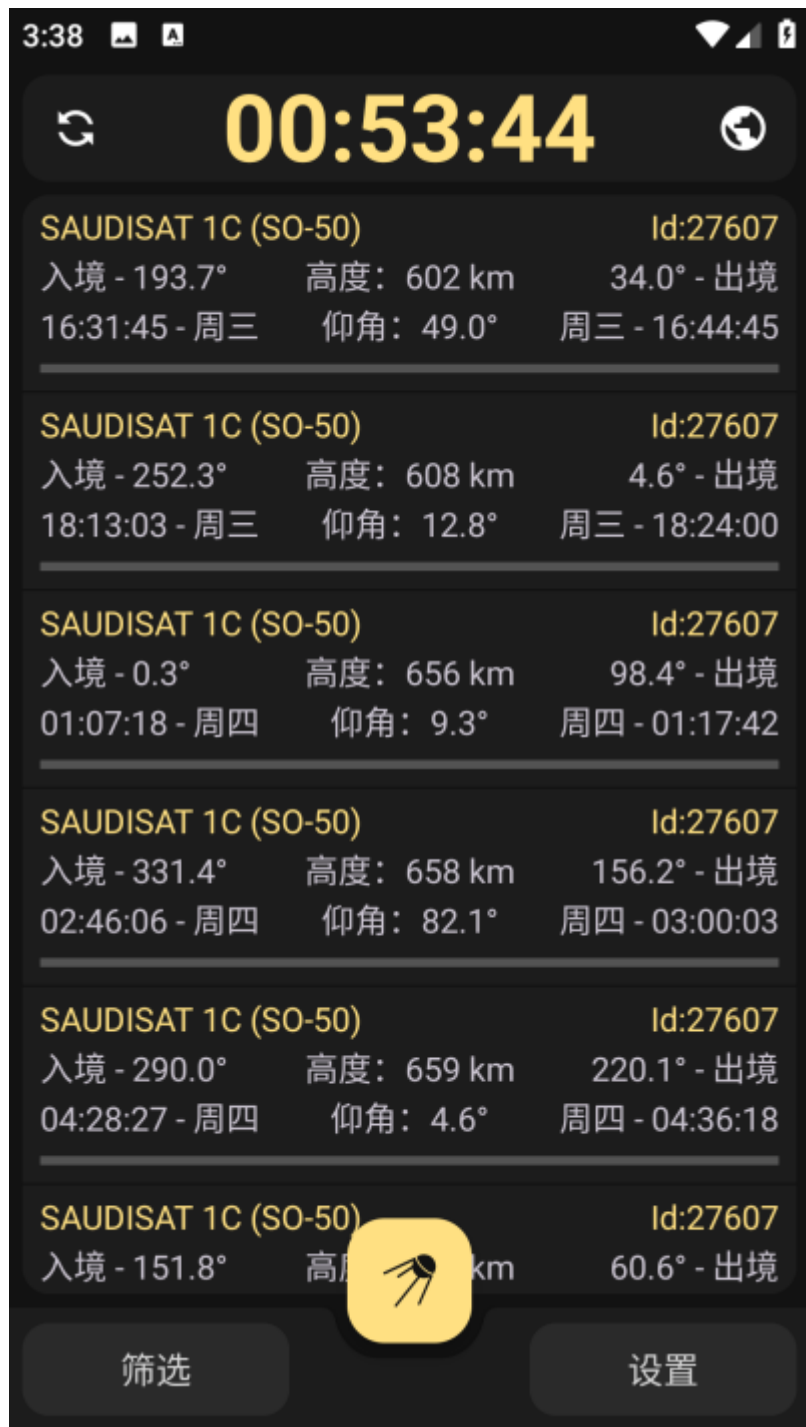 3:38
00:53:44
SAUDISAT 1C (SO-50) Id:27607
入境 - 193.7° 高度：602 km 34.0° - 出境
16:31:45 - 周三 仰角：49.0° 周三 - 16:44:45
SAUDISAT 1C (SO-50) Id:27607
入境 - 252.3° 高度：608 km 4.6° - 出境
18:13:03 - 周三 仰角：12.8° 周三 - 18:24:00
SAUDISAT 1C (SO-50) Id:27607
入境 - 0.3° 高度：656 km 98.4° - 出境
01:07:18 - 周四 仰角：9.3° 周四 - 01:17:42
SAUDISAT 1C (SO-50) Id:27607
入境 - 331.4° 高度：658 km 156.2° - 出境
02:46:06 - 周四 仰角：82.1° 周四 - 03:00:03
SAUDISAT 1C (SO-50) Id:27607
入境 - 290.0° 高度：659 km 220.1° - 出境
04:28:27 - 周四 仰角：4.6° 周四 - 04:36:18
SAUDISAT 1C (SO-50) Id:27607
入境 - 151.8° 高 km 60.6° - 出境
筛选 设置